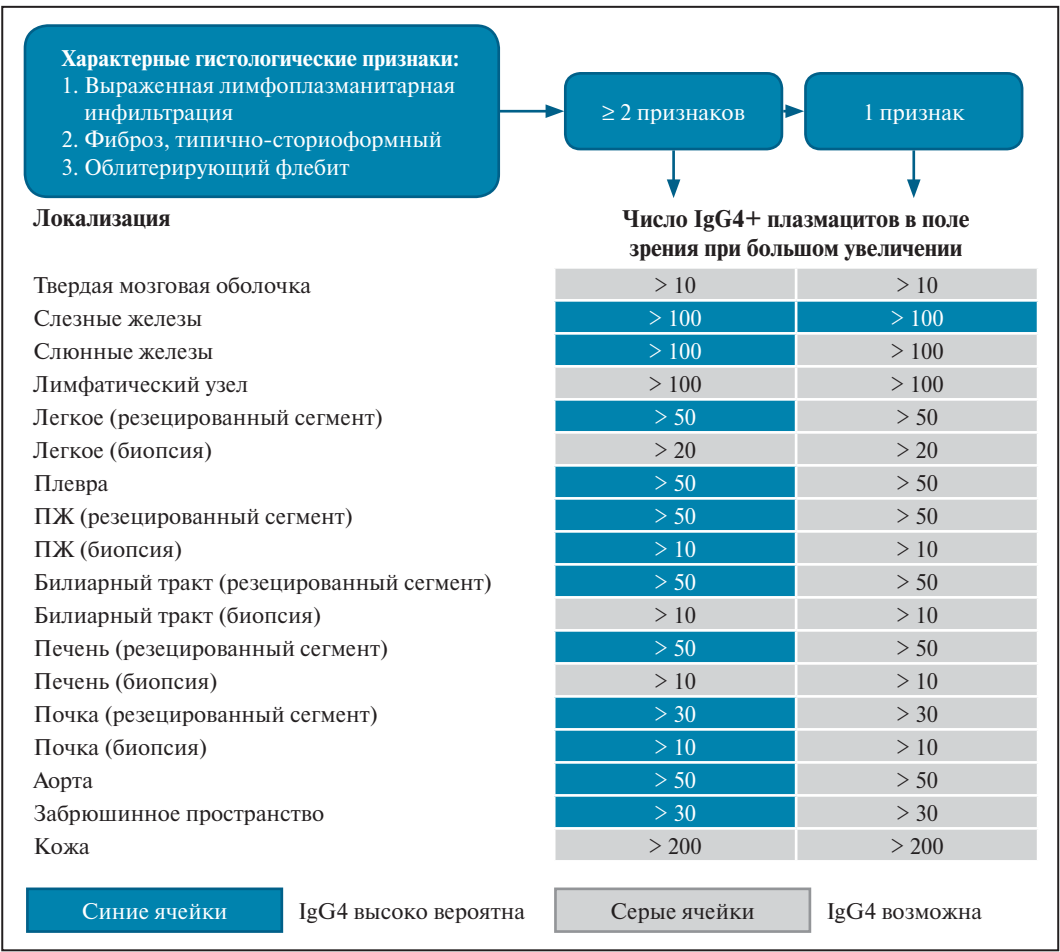 Характерные гистологические признаки:
1. Выраженная лимфоплазманитарная
инфильтрация
2. Фиброз, типично-сториоформный
3. Облитерирующий флебит
≥ 2 признаков
1 признак
Локализация
Число IgG4+ плазмацитов в поле
зрения при большом увеличении
Твердая мозговая оболочка > 10 > 10
Слезные железы > 100 > 100
Слюнные железы > 100 > 100
Лимфатический узел > 100 > 100
Легкое (резецированный сегмент) > 50 > 50
Легкое (биопсия) > 20 > 20
Плевра > 50 > 50
ПЖ (резецированный сегмент) > 50 > 50
ПЖ (биопсия) > 10 > 10
Билиарный тракт (резецированный сегмент) > 50 > 50
Билиарный тракт (биопсия) > 10 > 10
Печень (резецированный сегмент) > 50 > 50
Печень (биопсия) > 10 > 10
Почка (резецированный сегмент) > 30 > 30
Почка (биопсия) > 10 > 10
Аорта > 50 > 50
Забрюшинное пространство > 30 > 30
Кожа > 200 > 200
Синие ячейки IgG4 высоко вероятна Серые ячейки IgG4 возможна